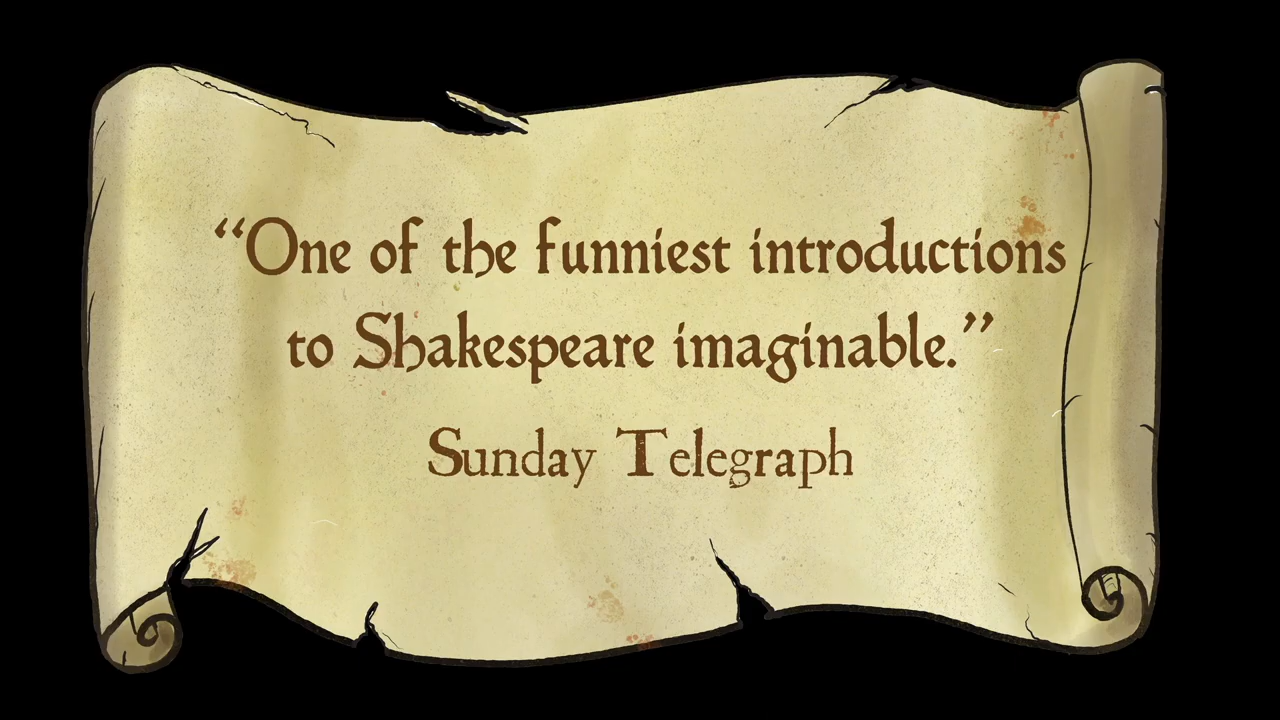 “One of the funniest introductions
to Shakespeare imaginable.”
Sunday Telegraph